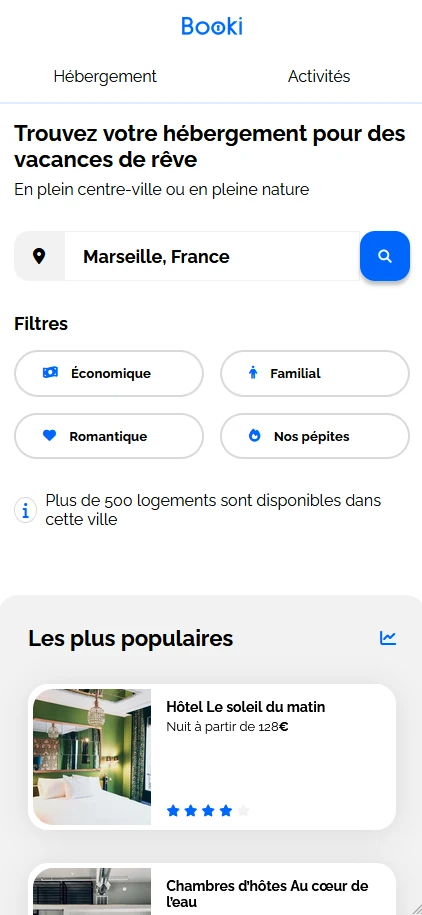 Booki
Hébergement
Activités
Trouvez votre hébergement pour des
vacances de rêve
En plein centre-ville ou en pleine nature
Marseille, France
Filtres
Économique
Familial
Romantique
Nos pépites
Plus de 500 logements sont disponibles dans
cette ville
Les plus populaires
Hôtel Le soleil du matin
Nuit à partir de 128€
Chambres d'hôtes Au cœur de
l'eau